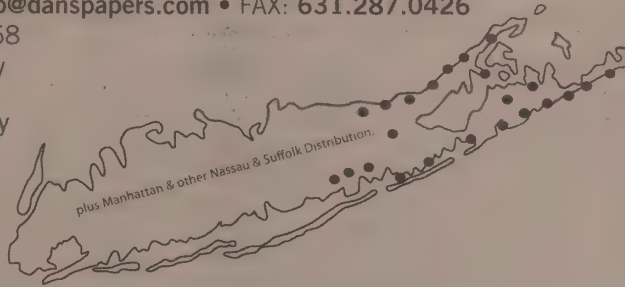 @danspapers.com • FAX: 631.287.0426
58
y
plus Manhattan & other Nassau & Suffolk Distribution.